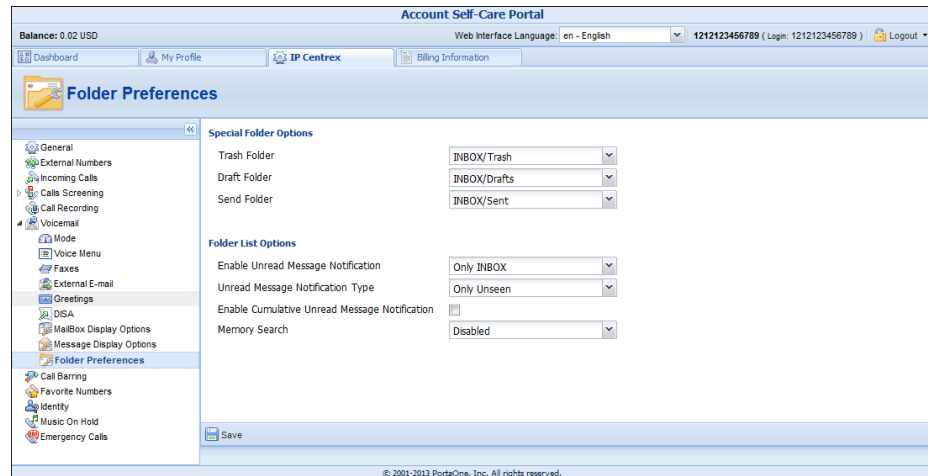 Account Self-Care Portal
Balance: 0.02 USD Web Interface Language: en - English 1212123456789 ( Login: 1212123456789 ) Logout
Dashboard My Profile IP Centrex Billing Information
Folder Preferences
General
External Numbers
Incoming Calls
Calls Screening
Call Recording
Voicemail
Mode
Voice Menu
Faxes
External E-mail
Greetings
DISA
MailBox Display Options
Message Display Options
Folder Preferences
Call Barring
Favorite Numbers
Identity
Music On Hold
Emergency Calls
Special Folder Options
Trash Folder INBOX/Trash
Draft Folder INBOX/Drafts
Send Folder INBOX/Sent
Folder List Options
Enable Unread Message Notification Only INBOX
Unread Message Notification Type Only Unseen
Enable Cumulative Unread Message Notification
Memory Search Disabled
Save
© 2001-2013 PortaOne, Inc. All rights reserved.